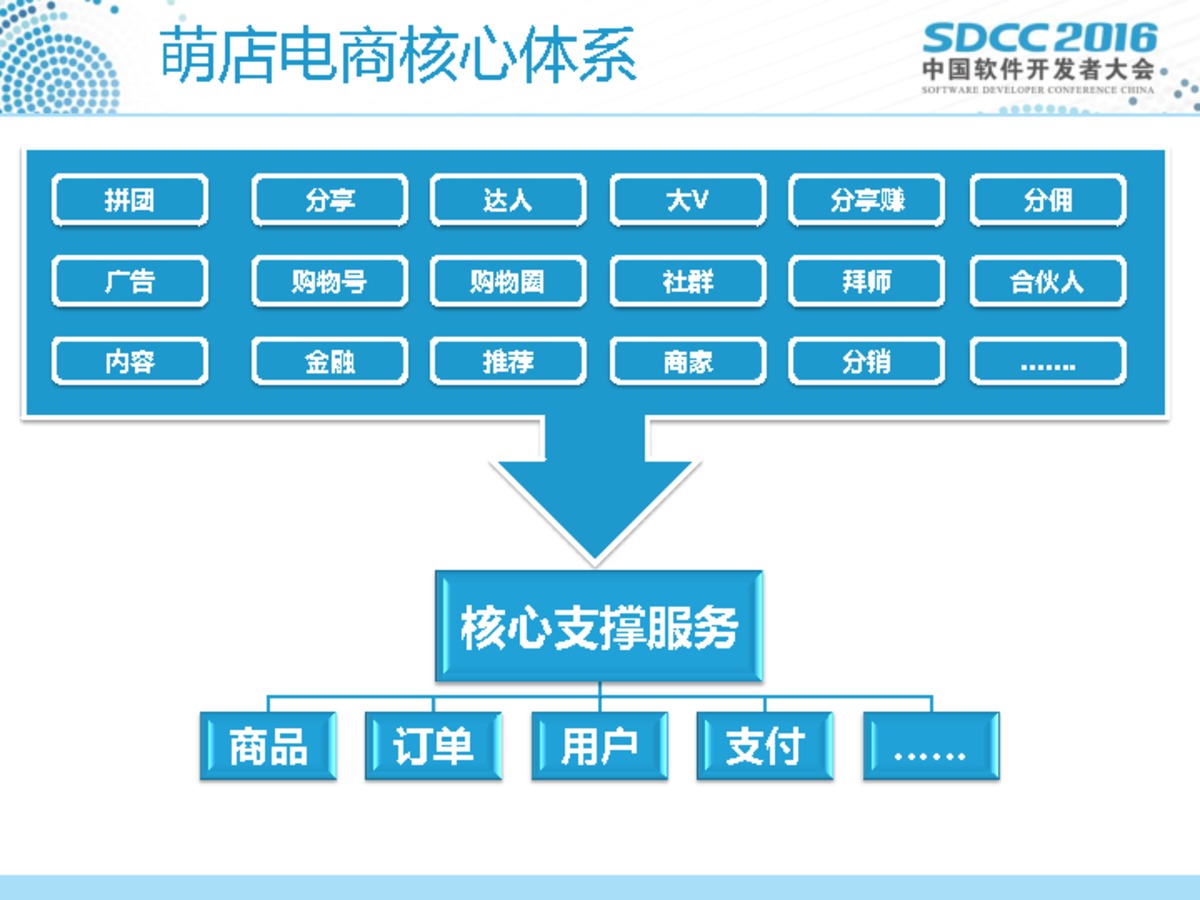 萌店电商核心体系
SDCC 2016
中国软件开发者大会
SOFTWARE DEVELOPER CONFERENCE CHINA
拼团 分享 达人 大V 分享赚 分佣
广告 购物号 购物圈 社群 拜师 合伙人
内容 金融 推荐 商家 分销 .......
核心支撑服务
商品 订单 用户 支付 ......